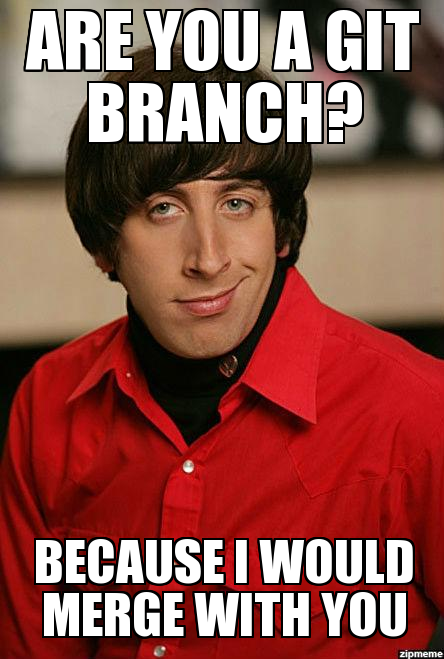 ARE YOU A GIT
BRANCH?
BECAUSE I WOULD
MERGE WITH YOU
zipmeme